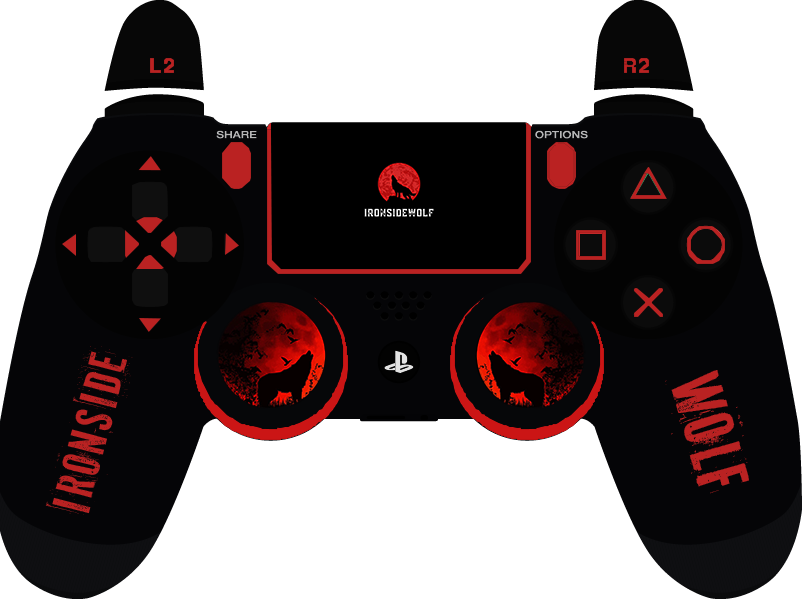 L2
R2
SHARE
OPTIONS
IRONSIDEWOLF
IRONSIDE
WOLF